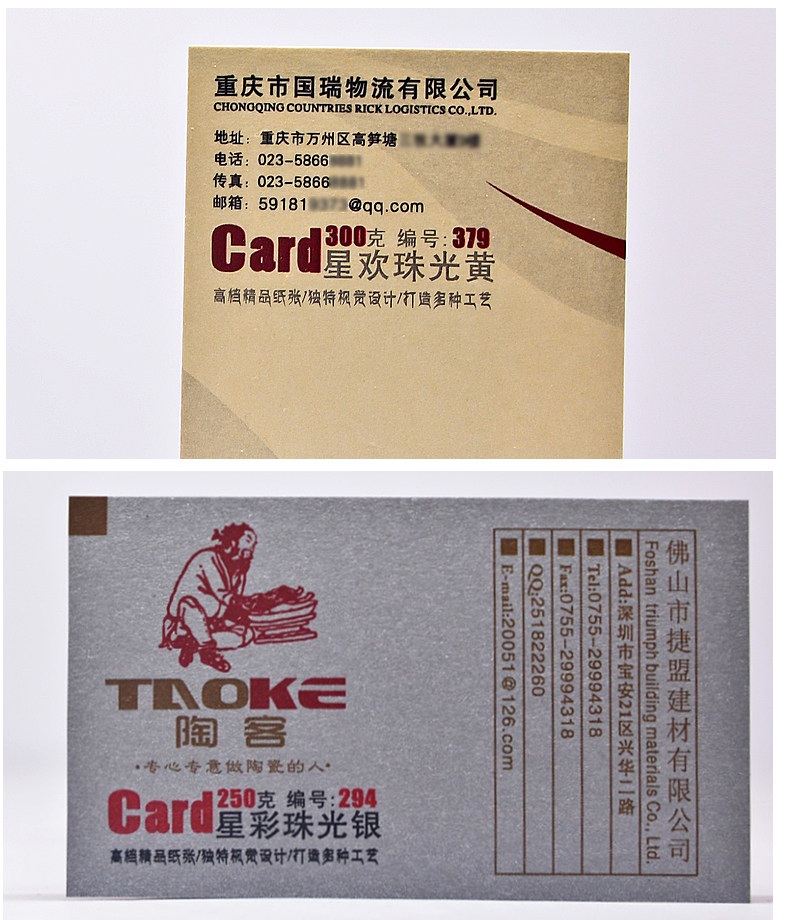 重庆市国瑞物流有限公司
CHONGQING COUNTRIES RICK LOGISTICS CO.,LTD.
地址：重庆市万州区高笋塘
电话：023-5866
传真：023-5866
邮箱：59181 @qq.com
Card 300克 编号:379
星欢珠光黄
高档精品纸张/独特视觉设计/打造多种工艺
TAOKE
陶客
·专心专意做陶瓷的人·
Card 250克 编号:294
星彩珠光银
高档精品纸张/独特视觉设计/打造多种工艺
佛山市捷盟建材有限公司
Foshan triumph building materials Co., Ltd.
Add:深圳市宝安21区兴华一路
Tel:0755-29994318
Fax:0755-29994318
QQ:251822260
E-mail:20051@126.com